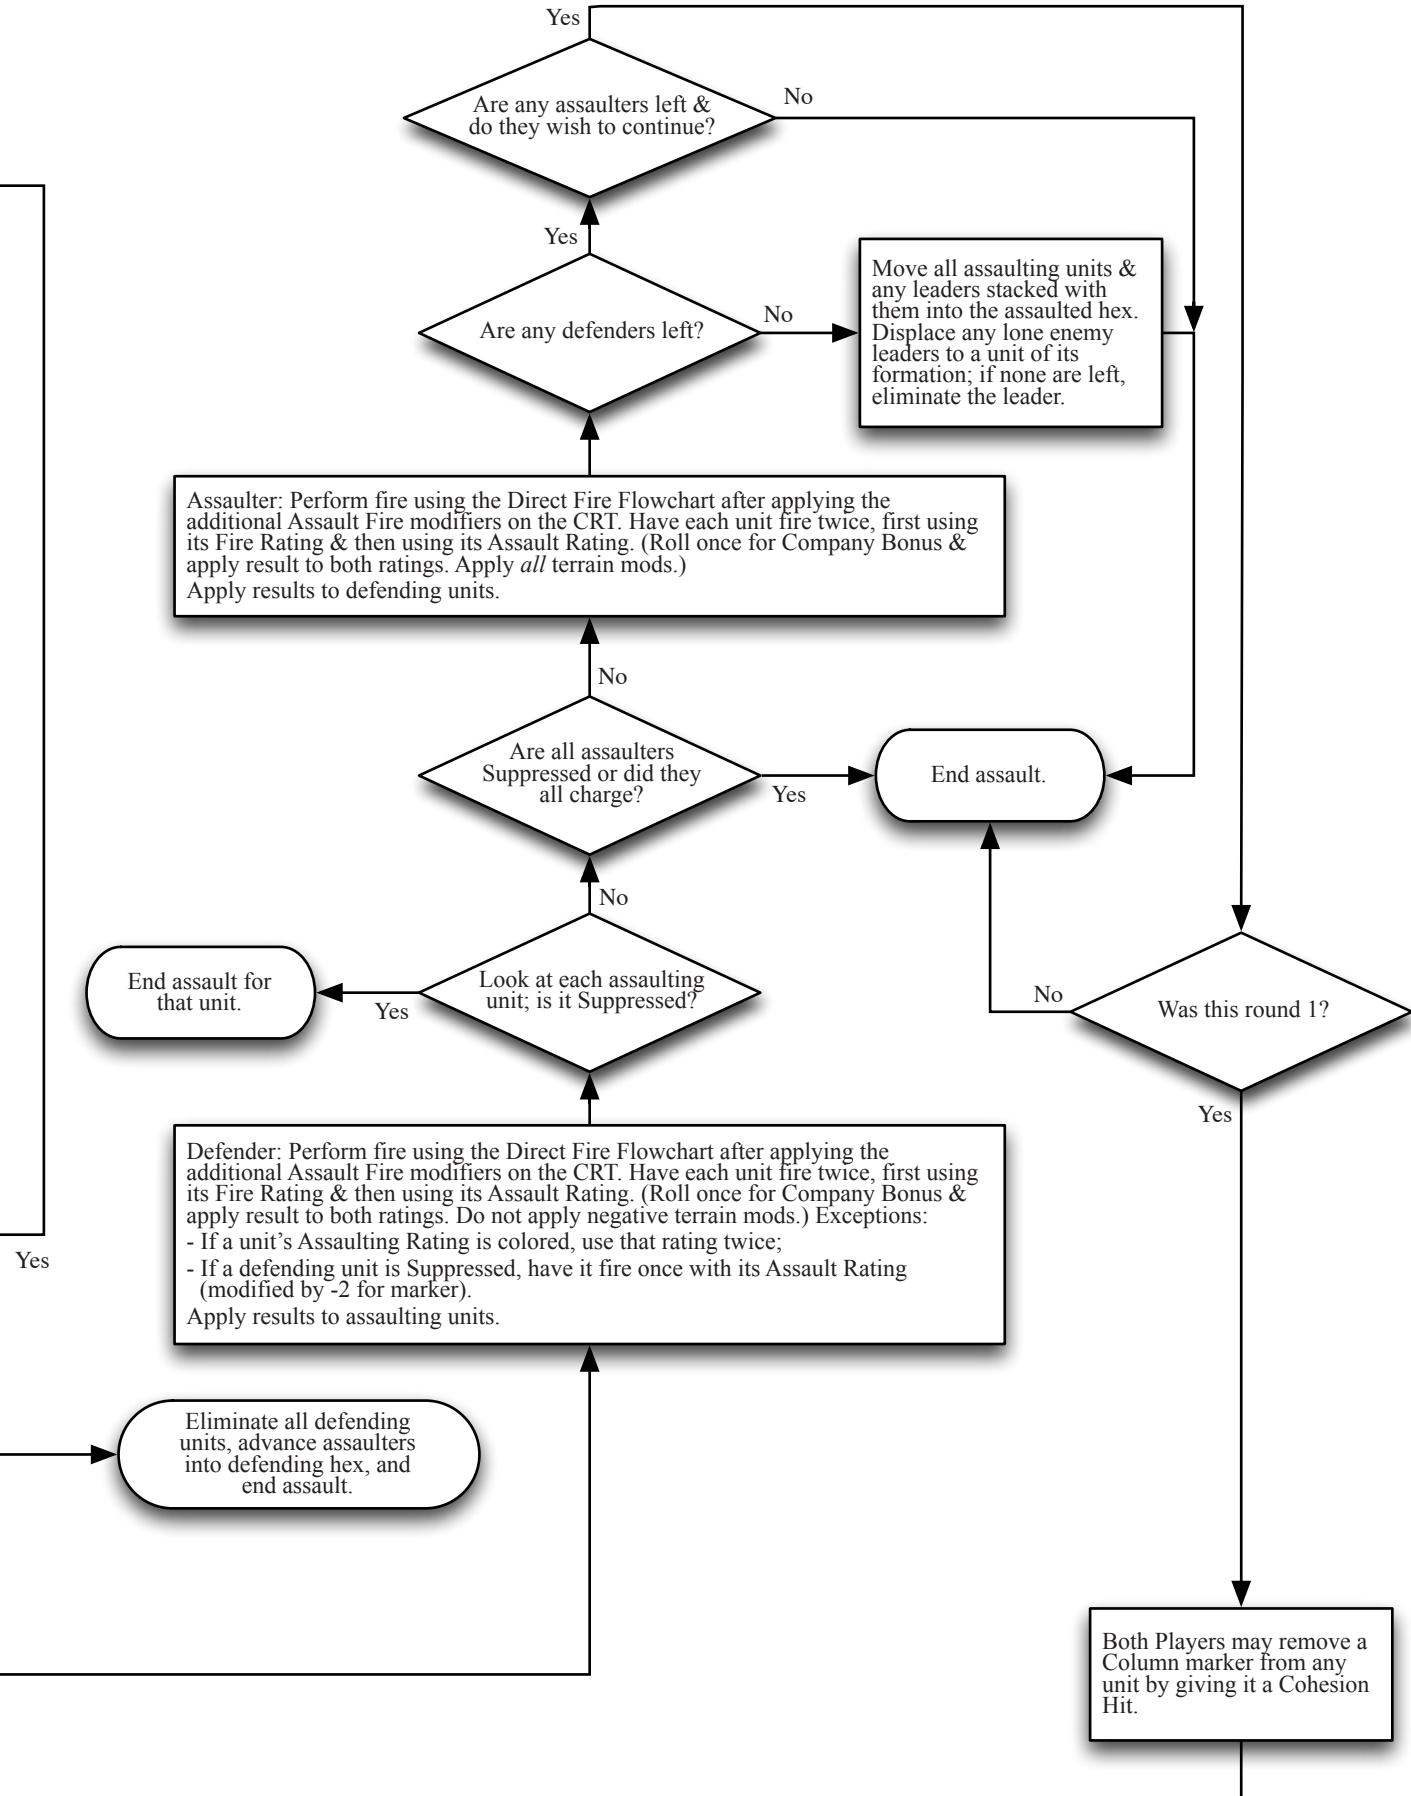 Yes
Are any assaulters left &
do they wish to continue?
No
Yes
Are any defenders left?
No
Move all assaulting units &
any leaders stacked with
them into the assaulted hex.
Displace any lone enemy
leaders to a unit of its
formation; if none are left,
eliminate the leader.
Assaulter: Perform fire using the Direct Fire Flowchart after applying the
additional Assault Fire modifiers on the CRT. Have each unit fire twice, first using
its Fire Rating & then using its Assault Rating. (Roll once for Company Bonus &
apply result to both ratings. Apply all terrain mods.)
Apply results to defending units.
No
Are all assaulters
Suppressed or did they
all charge?
Yes
End assault.
No
Look at each assaulting
unit; is it Suppressed?
Yes
End assault for
that unit.
No
Was this round 1?
Yes
Defender: Perform fire using the Direct Fire Flowchart after applying the
additional Assault Fire modifiers on the CRT. Have each unit fire twice, first using
its Fire Rating & then using its Assault Rating. (Roll once for Company Bonus &
apply result to both ratings. Do not apply negative terrain mods.) Exceptions:
- If a unit’s Assaulting Rating is colored, use that rating twice;
- If a defending unit is Suppressed, have it fire once with its Assault Rating
(modified by -2 for marker).
Apply results to assaulting units.
Yes
Eliminate all defending
units, advance assaulters
into defending hex, and
end assault.
Both Players may remove a
Column marker from any
unit by giving it a Cohesion
Hit.